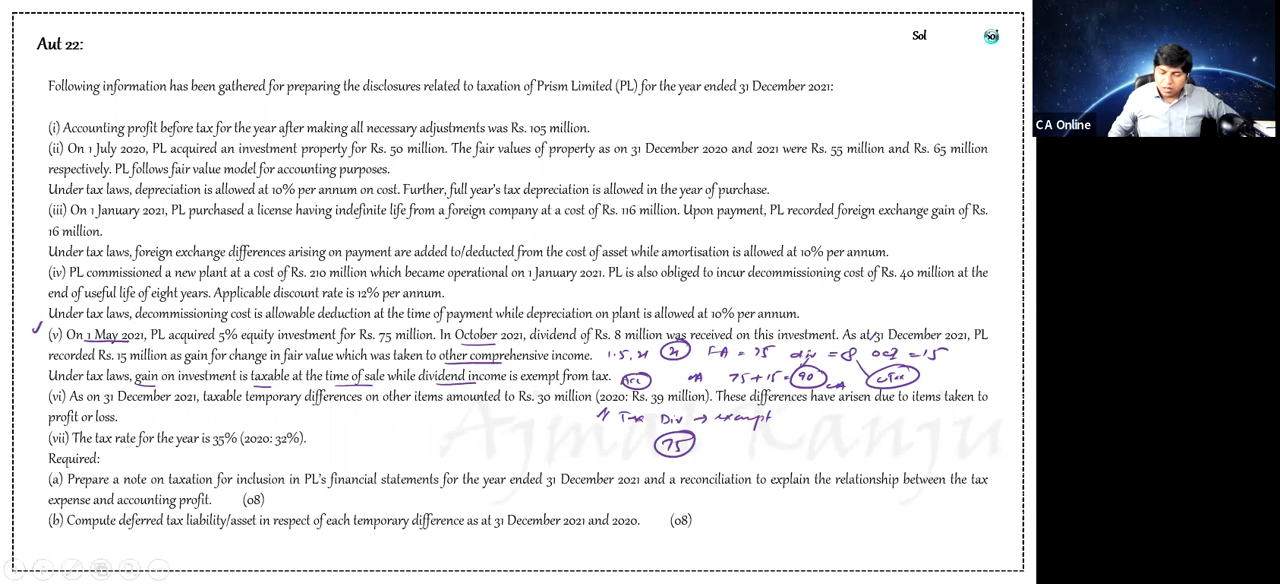 Aut 22:
Sol
Following information has been gathered for preparing the disclosures related to taxation of Prism Limited (PL) for the year ended 31 December 2021:
(i) Accounting profit before tax for the year after making all necessary adjustments was Rs. 105 million.
(ii) On 1 July 2020, PL acquired an investment property for Rs. 50 million. The fair values of property as on 31 December 2020 and 2021 were Rs. 55 million and Rs. 65 million
respectively. PL follows fair value model for accounting purposes.
Under tax laws, depreciation is allowed at 10% per annum on cost. Further, full year's tax depreciation is allowed in the year of purchase.
(iii) On 1 January 2021, PL purchased a license having indefinite life from a foreign company at a cost of Rs. 116 million. Upon payment, PL recorded foreign exchange gain of Rs.
16 million.
Under tax laws, foreign exchange differences arising on payment are added to/deducted from the cost of asset while amortisation is allowed at 10% per annum.
(iv) PL commissioned a new plant at a cost of Rs. 210 million which became operational on 1 January 2021. PL is also obliged to incur decommissioning cost of Rs. 40 million at the
end of useful life of eight years. Applicable discount rate is 12% per annum.
Under tax laws, decommissioning cost is allowable deduction at the time of payment while depreciation on plant is allowed at 10% per annum.
(v) On 1 May 2021, PL acquired 5% equity investment for Rs. 75 million. In October 2021, dividend of Rs. 8 million was received on this investment. As at 31 December 2021, PL
recorded Rs. 15 million as gain for change in fair value which was taken to other comprehensive income. 1.5.21 21 FA = 75 div = 8 = 15
Under tax laws, gain on investment is taxable at the time of sale while dividend income is exempt from tax. 75 + 15 = 90 CA
(vi) As on 31 December 2021, taxable temporary differences on other items amounted to Rs. 30 million (2020: Rs. 39 million). These differences have arisen due to items taken to
profit or loss. Tax Div → exempt
(vii) The tax rate for the year is 35% (2020: 32%). 75
Required:
(a) Prepare a note on taxation for inclusion in PL's financial statements for the year ended 31 December 2021 and a reconciliation to explain the relationship between the tax
expense and accounting profit. (08)
(b) Compute deferred tax liability/asset in respect of each temporary difference as at 31 December 2021 and 2020. (08)
Ajmal Kanju
CA Online